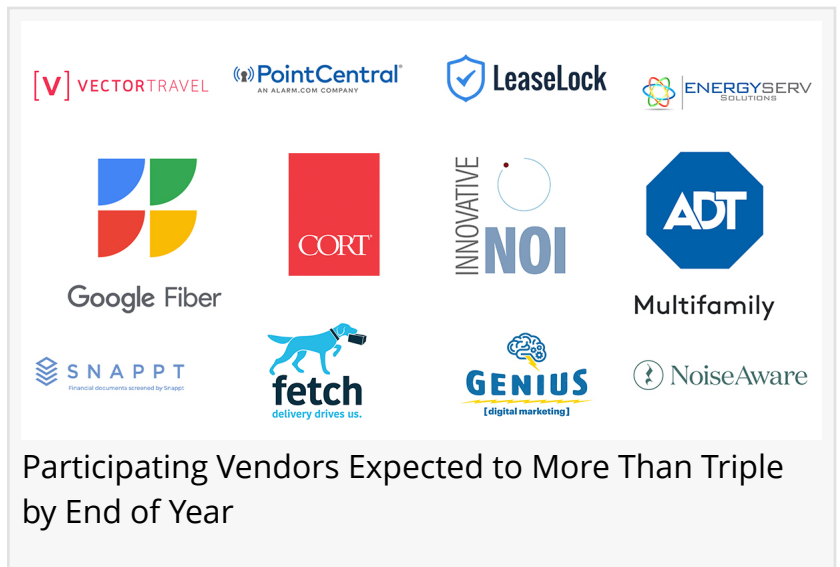 [V] VECTORTRAVEL
PointCentral®
AN ALARM.COM COMPANY
LeaseLock
ENERGYSERV
SOLUTIONS
Google Fiber
CORT®
INNOVATIVE
NOI
ADT
Multifamily
SNAPPT
Financial documents screened by Snappt
fetch
delivery drives us.
GENIUS
[digital marketing]
NoiseAware
Participating Vendors Expected to More Than Triple
by End of Year